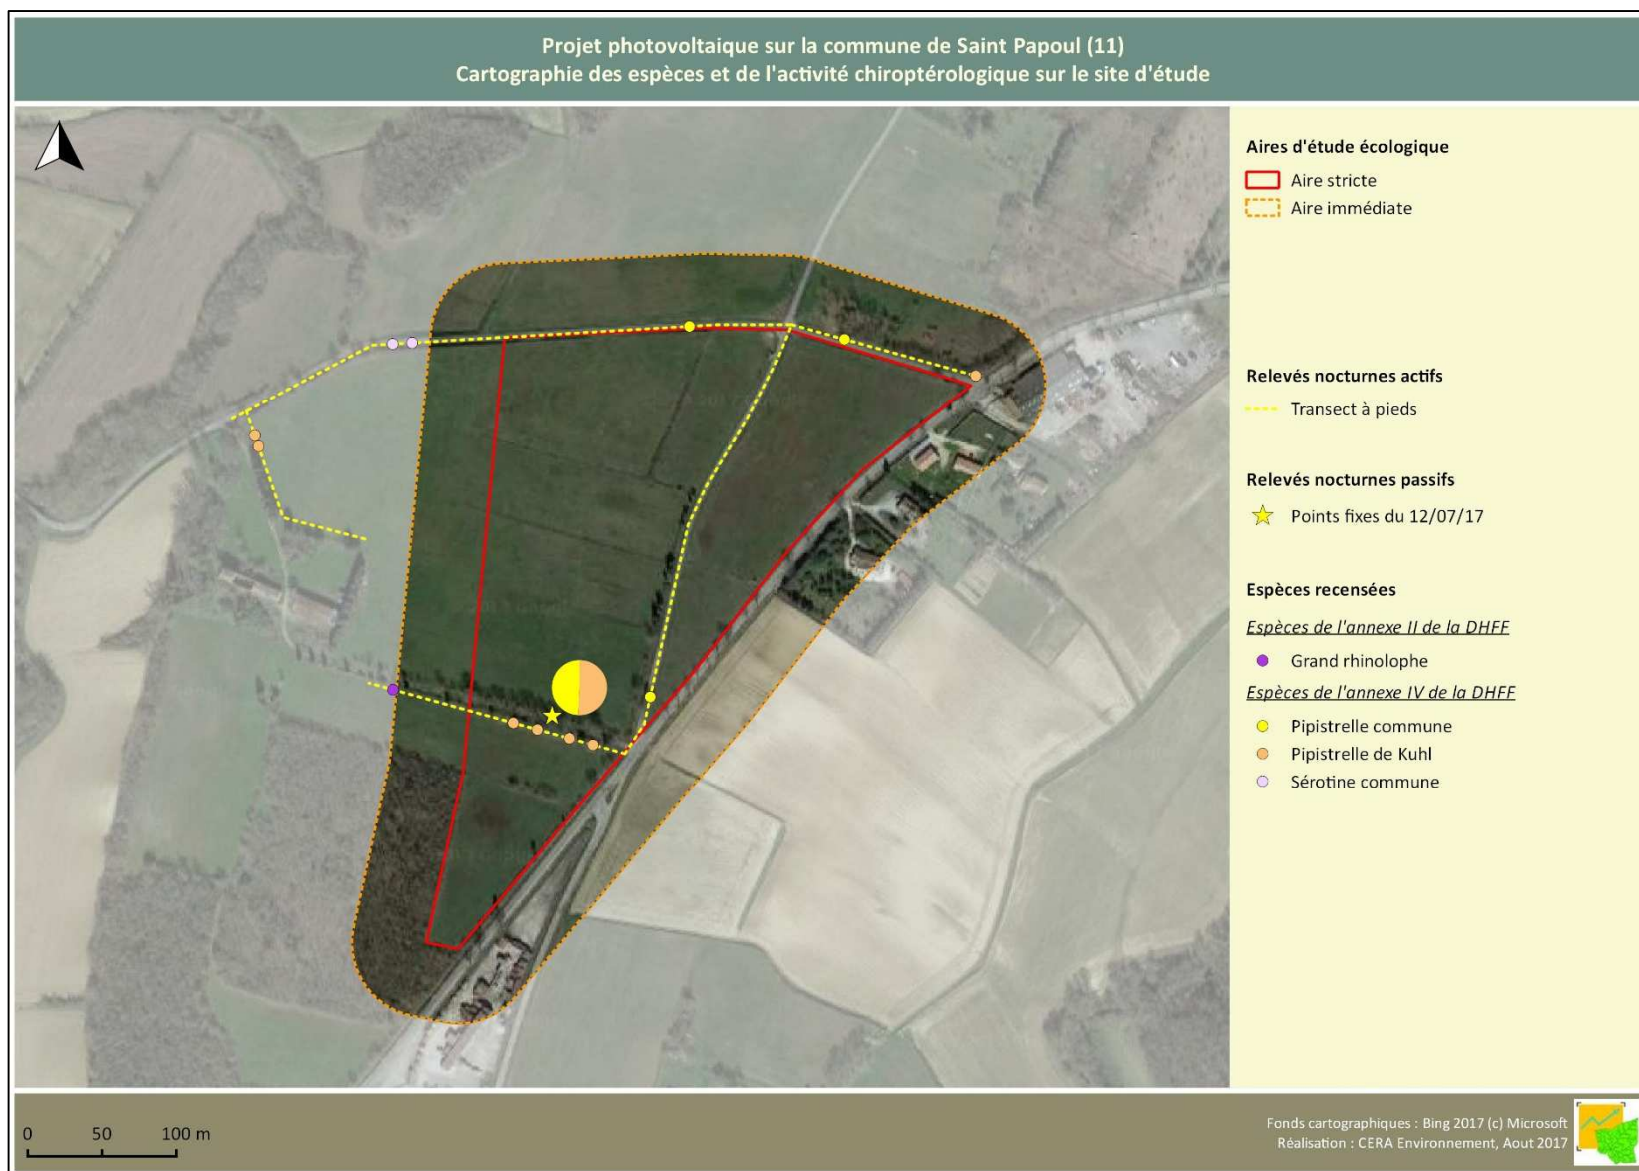 Projet photovoltaique sur la commune de Saint Papoul (11)
Cartographie des espèces et de l'activité chiroptérologique sur le site d'étude
Aires d'étude écologique
Aire stricte
Aire immédiate
Relevés nocturnes actifs
Transect à pieds
Relevés nocturnes passifs
Points fixes du 12/07/17
Espèces recensées
Espèces de l'annexe II de la DHFF
Grand rhinolophe
Espèces de l'annexe IV de la DHFF
Pipistrelle commune
Pipistrelle de Kuhl
Sérotine commune
0 50 100 m
Fonds cartographiques : Bing 2017 (c) Microsoft
Réalisation : CERA Environnement, Aout 2017